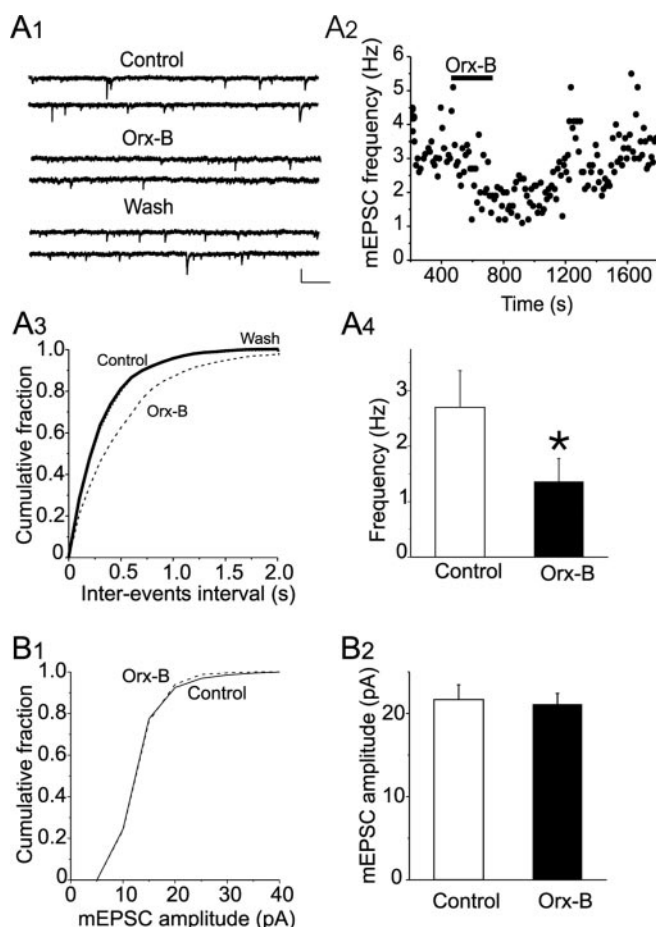 A1
Control
Orx-B
Wash
A2
Orx-B
mEPSC frequency (Hz)
6
5
4
3
2
1
0
400
800
1200
1600
Time (s)
A3
Wash
Control
Orx-B
Cumulative fraction
1.0
0.8
0.6
0.4
0.2
0
0
0.5
1.0
1.5
2.0
Inter-events interval (s)
A4
Frequency (Hz)
3
2
1
0
*
Control
Orx-B
B1
Orx-B
Control
Cumulative fraction
1.0
0.8
0.6
0.4
0.2
0
0
10
20
30
40
mEPSC amplitude (pA)
B2
mEPSC amplitude (pA)
20
10
0
Control
Orx-B